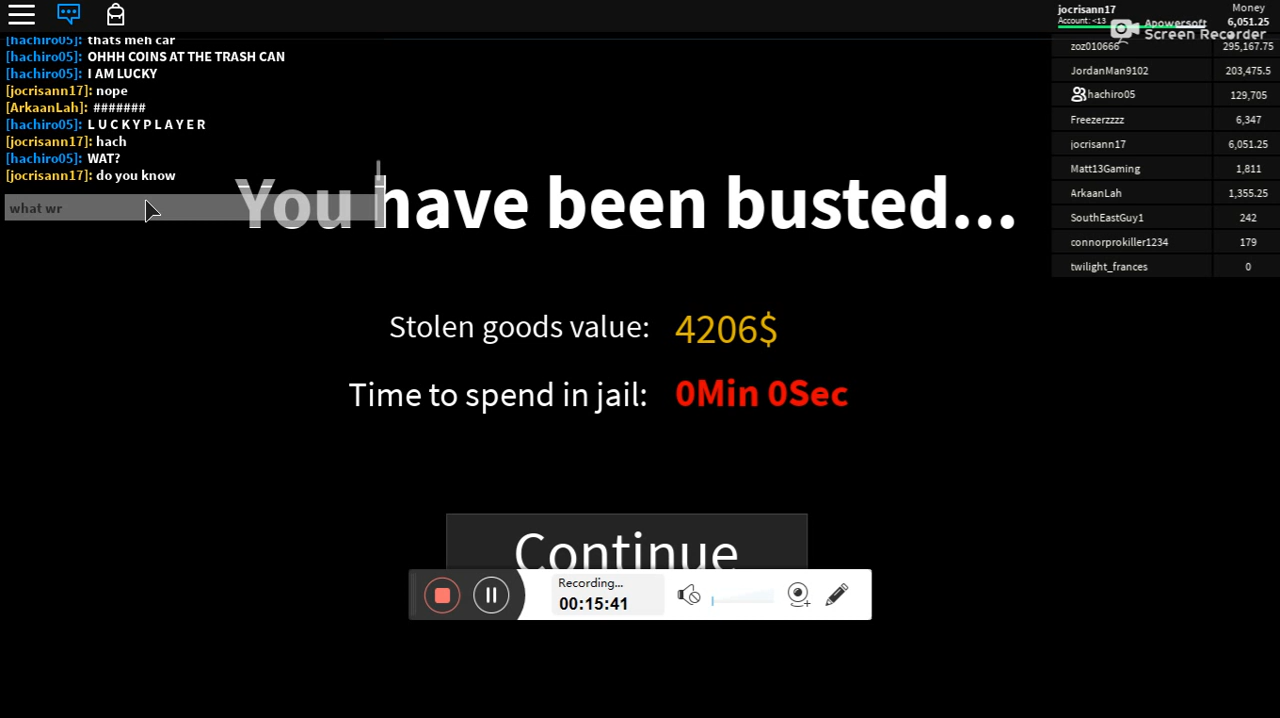 jocrisann17
Account: <13
Money
6,051.25
Apowersoft
Screen Recorder
[hachiro05]: thats meh car
[hachiro05]: OHHH COINS AT THE TRASH CAN
[hachiro05]: I AM LUCKY
[jocrisann17]: nope
[ArkaanLah]: #######
[hachiro05]: L U C K Y P L A Y E R
[jocrisann17]: hach
[hachiro05]: WAT?
[jocrisann17]: do you know
what wr
zoz010666 295,167.75
JordanMan9102 203,475.5
hachiro05 129,705
Freezerzzzz 6,347
jocrisann17 6,051.25
Matt13Gaming 1,811
ArkaanLah 1,355.25
SouthEastGuy1 242
connorprokiller1234 179
twilight_frances 0
You have been busted...
Stolen goods value: 4206$
Time to spend in jail: 0Min 0Sec
Continue
Recording...
00:15:41